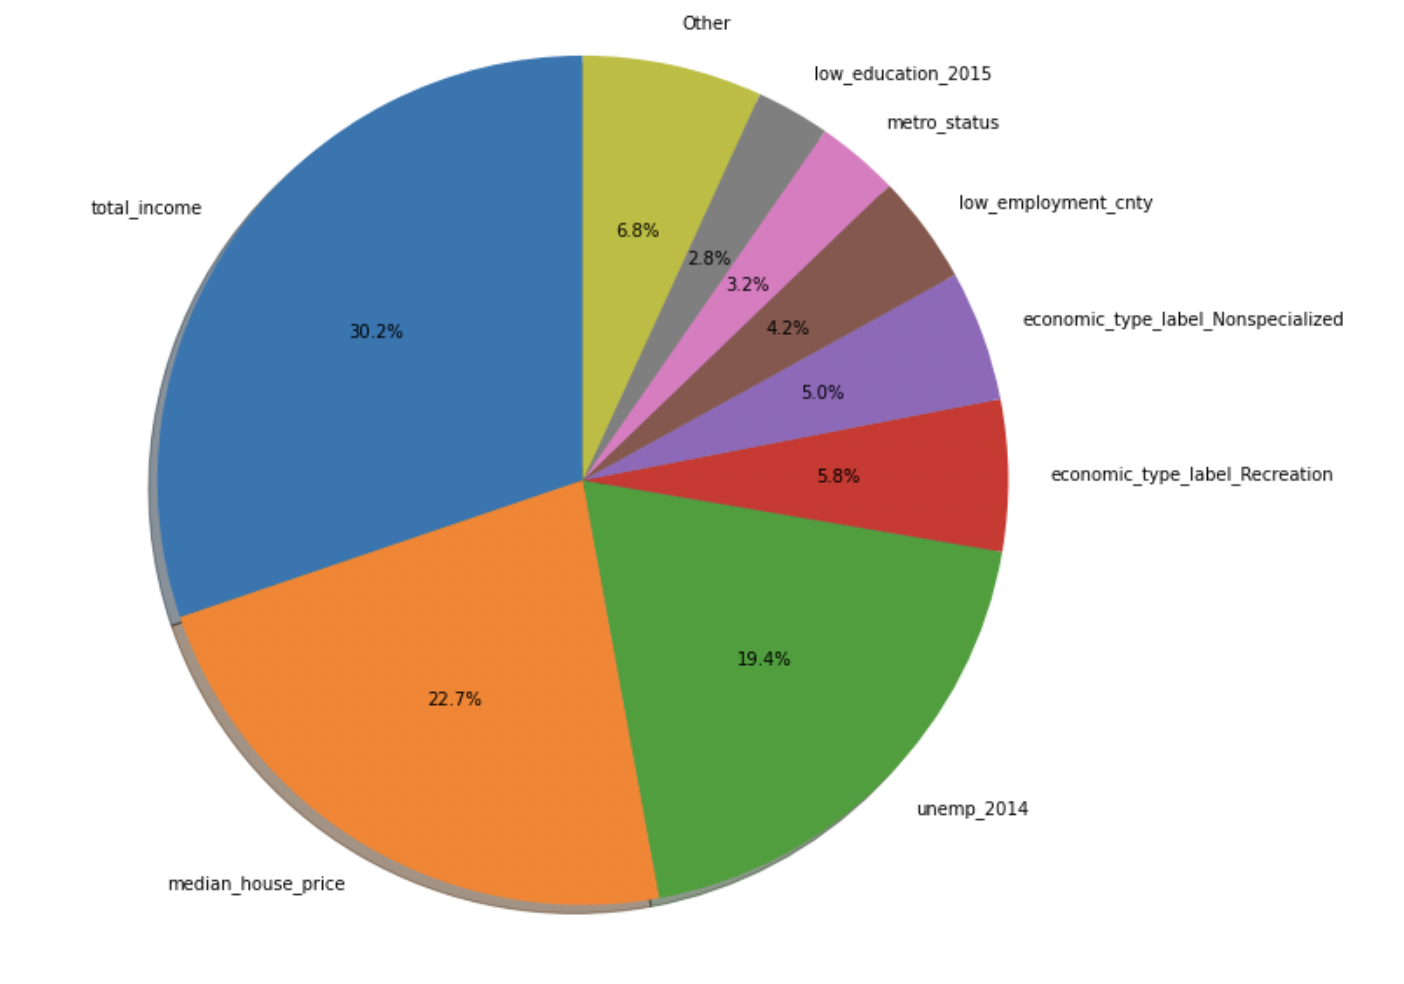 Other
low_education_2015
metro_status
low_employment_cnty
total_income
6.8%
2.8%
3.2%
economic_type_label_Nonspecialized
30.2%
4.2%
5.0%
5.8%
economic_type_label_Recreation
19.4%
22.7%
unemp_2014
median_house_price